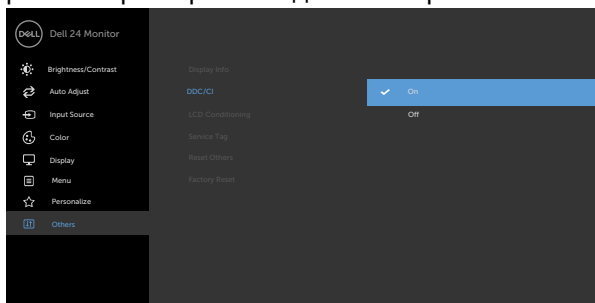 DELL
Dell 24 Monitor
Brightness/Contrast
Auto Adjust
Input Source
Color
Display
Menu
Personalize
Others
Display Info
DDC/CI
LCD Conditioning
Service Tag
Reset Others
Factory Reset
On
Off